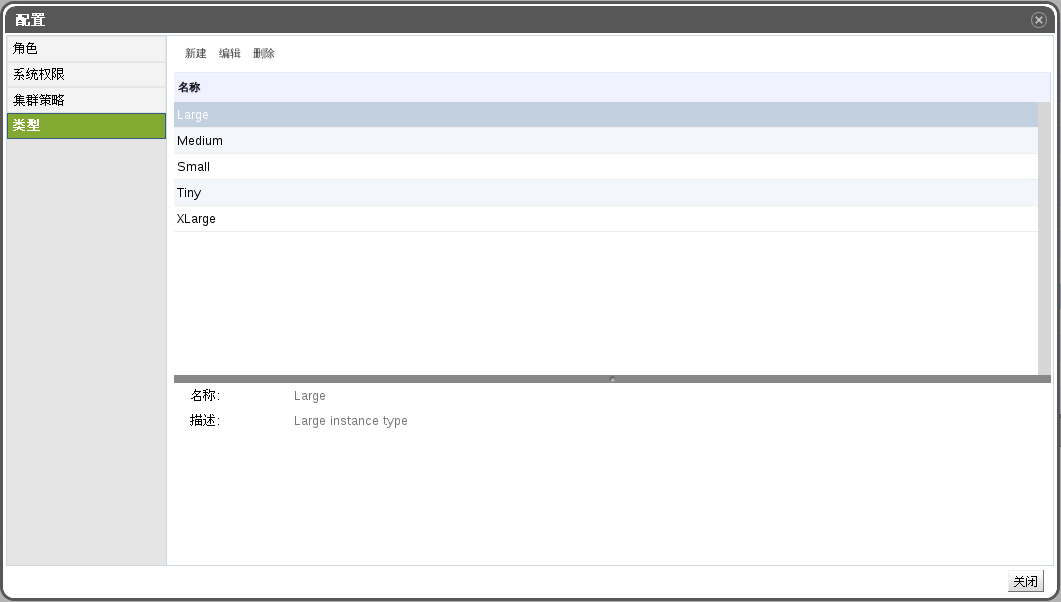 配置
角色
系统权限
集群策略
类型
新建 编辑 删除
名称
Large
Medium
Small
Tiny
XLarge
名称: Large
描述: Large instance type
关闭